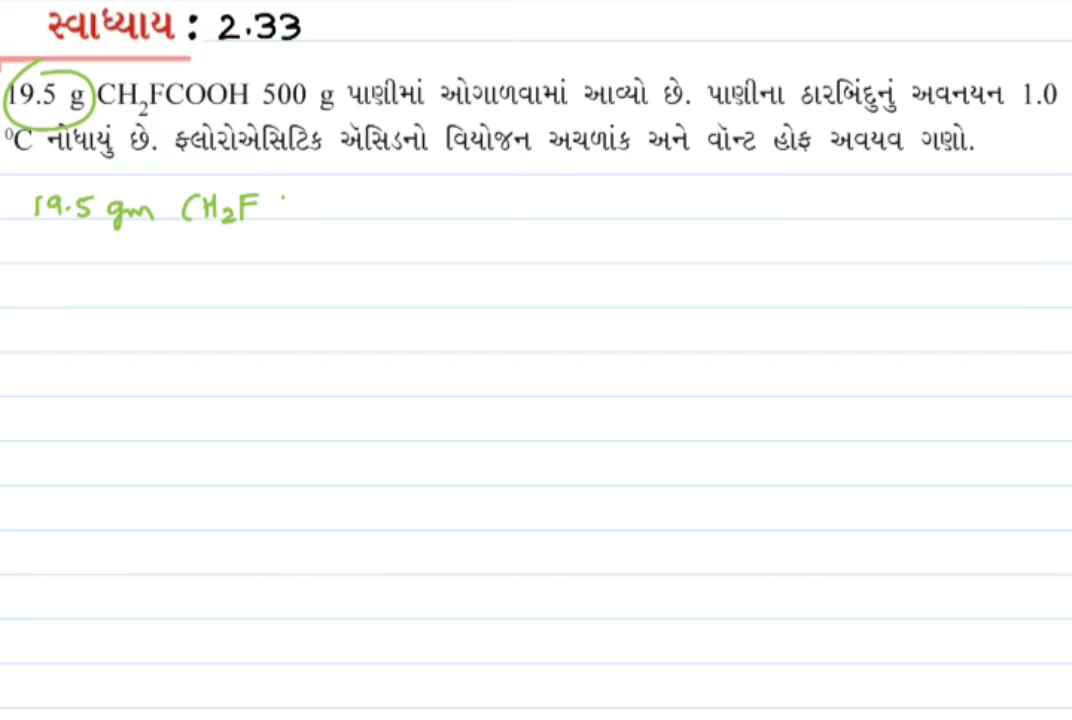 સ્વાધ્યાય : 2.33
19.5 g CH₂FCOOH 500 g પાણીમાં ઓગાળવામાં આવ્યો છે. પાણીના ઠારબિંદુનું અવનયન 1.0
⁰C નોધાયું છે. ફ્લોરોએસિટિક ઍસિડનો વિયોજન અચળાંક અને વૉન્ટ હોફ અવયવ ગણો.
19.5 gm CH₂F